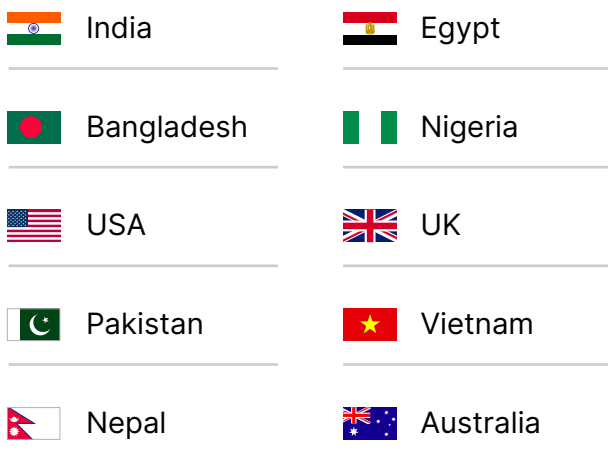 India
Egypt
Bangladesh
Nigeria
USA
UK
Pakistan
Vietnam
Nepal
Australia